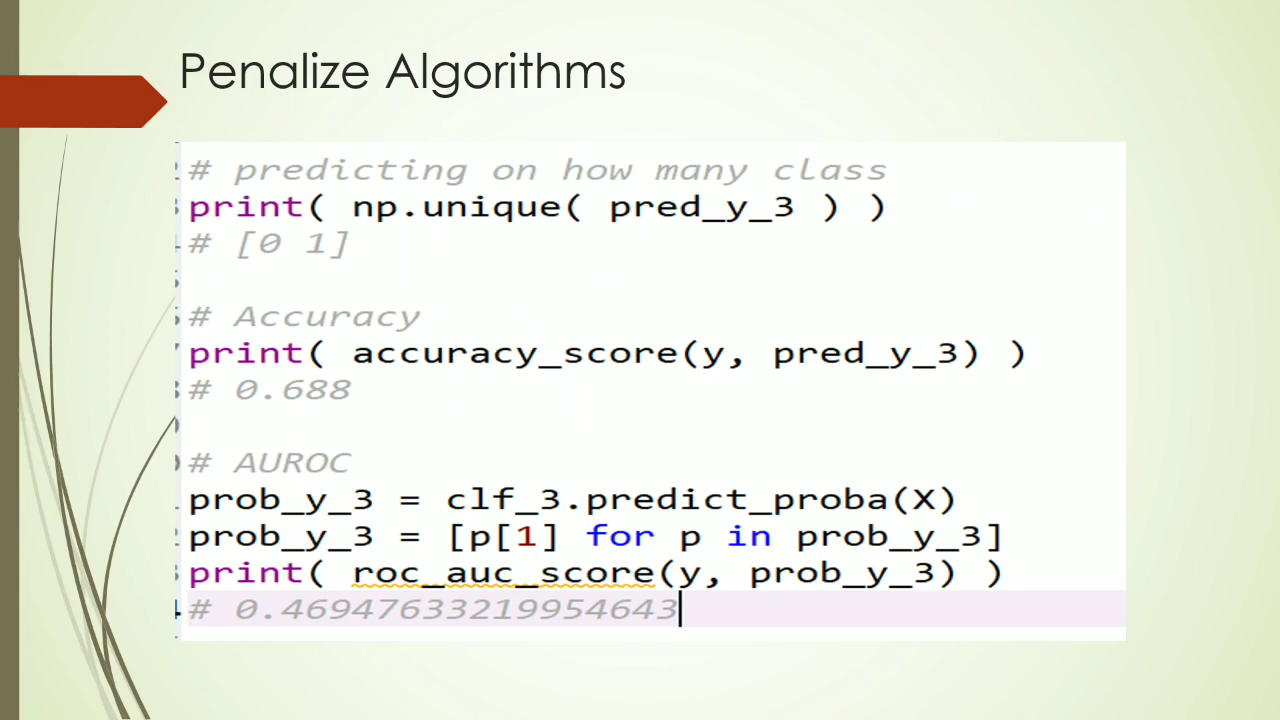 Penalize Algorithms
# predicting on how many class
print( np.unique( pred_y_3 ) )
# [0 1]
# Accuracy
print( accuracy_score(y, pred_y_3) )
# 0.688
# AUROC
prob_y_3 = clf_3.predict_proba(X)
prob_y_3 = [p[1] for p in prob_y_3]
print( roc_auc_score(y, prob_y_3) )
# 0.46947633219954643